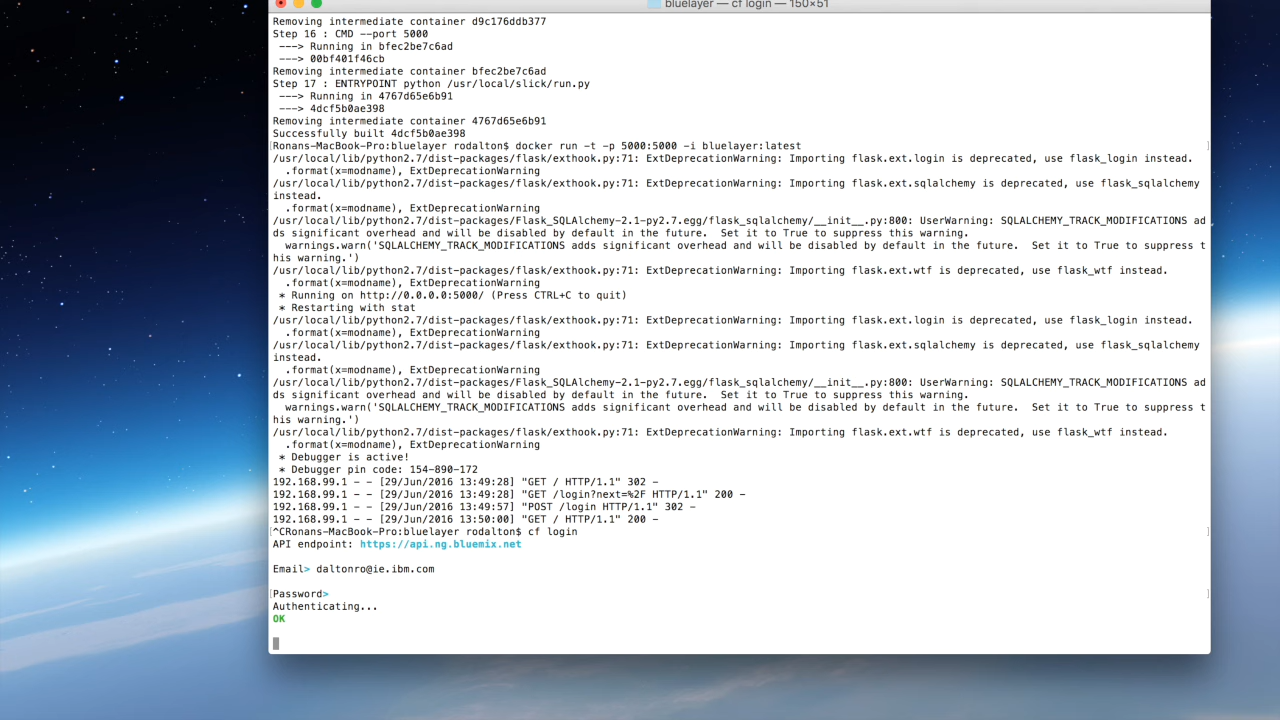 bluelayer — cf login — 150×51
Removing intermediate container d9c176ddb377
Step 16 : CMD --port 5000
 ---> Running in bfec2be7c6ad
 ---> 00bf401f46cb
Removing intermediate container bfec2be7c6ad
Step 17 : ENTRYPOINT python /usr/local/slick/run.py
 ---> Running in 4767d65e6b91
 ---> 4dcf5b0ae398
Removing intermediate container 4767d65e6b91
Successfully built 4dcf5b0ae398
[Ronans-MacBook-Pro:bluelayer rodalton$ docker run -t -p 5000:5000 -i bluelayer:latest ]
/usr/local/lib/python2.7/dist-packages/flask/exthook.py:71: ExtDeprecationWarning: Importing flask.ext.login is deprecated, use flask_login instead.
  .format(x=modname), ExtDeprecationWarning
/usr/local/lib/python2.7/dist-packages/flask/exthook.py:71: ExtDeprecationWarning: Importing flask.ext.sqlalchemy is deprecated, use flask_sqlalchemy
instead.
  .format(x=modname), ExtDeprecationWarning
/usr/local/lib/python2.7/dist-packages/Flask_SQLAlchemy-2.1-py2.7.egg/flask_sqlalchemy/__init__.py:800: UserWarning: SQLALCHEMY_TRACK_MODIFICATIONS ad
ds significant overhead and will be disabled by default in the future.  Set it to True to suppress this warning.
  warnings.warn('SQLALCHEMY_TRACK_MODIFICATIONS adds significant overhead and will be disabled by default in the future.  Set it to True to suppress t
his warning.')
/usr/local/lib/python2.7/dist-packages/flask/exthook.py:71: ExtDeprecationWarning: Importing flask.ext.wtf is deprecated, use flask_wtf instead.
  .format(x=modname), ExtDeprecationWarning
 * Running on http://0.0.0.0:5000/ (Press CTRL+C to quit)
 * Restarting with stat
/usr/local/lib/python2.7/dist-packages/flask/exthook.py:71: ExtDeprecationWarning: Importing flask.ext.login is deprecated, use flask_login instead.
  .format(x=modname), ExtDeprecationWarning
/usr/local/lib/python2.7/dist-packages/flask/exthook.py:71: ExtDeprecationWarning: Importing flask.ext.sqlalchemy is deprecated, use flask_sqlalchemy
instead.
  .format(x=modname), ExtDeprecationWarning
/usr/local/lib/python2.7/dist-packages/Flask_SQLAlchemy-2.1-py2.7.egg/flask_sqlalchemy/__init__.py:800: UserWarning: SQLALCHEMY_TRACK_MODIFICATIONS ad
ds significant overhead and will be disabled by default in the future.  Set it to True to suppress this warning.
  warnings.warn('SQLALCHEMY_TRACK_MODIFICATIONS adds significant overhead and will be disabled by default in the future.  Set it to True to suppress t
his warning.')
/usr/local/lib/python2.7/dist-packages/flask/exthook.py:71: ExtDeprecationWarning: Importing flask.ext.wtf is deprecated, use flask_wtf instead.
  .format(x=modname), ExtDeprecationWarning
 * Debugger is active!
 * Debugger pin code: 154-890-172
192.168.99.1 - - [29/Jun/2016 13:49:28] "GET / HTTP/1.1" 302 -
192.168.99.1 - - [29/Jun/2016 13:49:28] "GET /login?next=%2F HTTP/1.1" 200 -
192.168.99.1 - - [29/Jun/2016 13:49:57] "POST /login HTTP/1.1" 302 -
192.168.99.1 - - [29/Jun/2016 13:50:00] "GET / HTTP/1.1" 200 -
[^CRonans-MacBook-Pro:bluelayer rodalton$ cf login ]
API endpoint: https://api.ng.bluemix.net
Email> daltonro@ie.ibm.com
[Password> ]
Authenticating...
OK